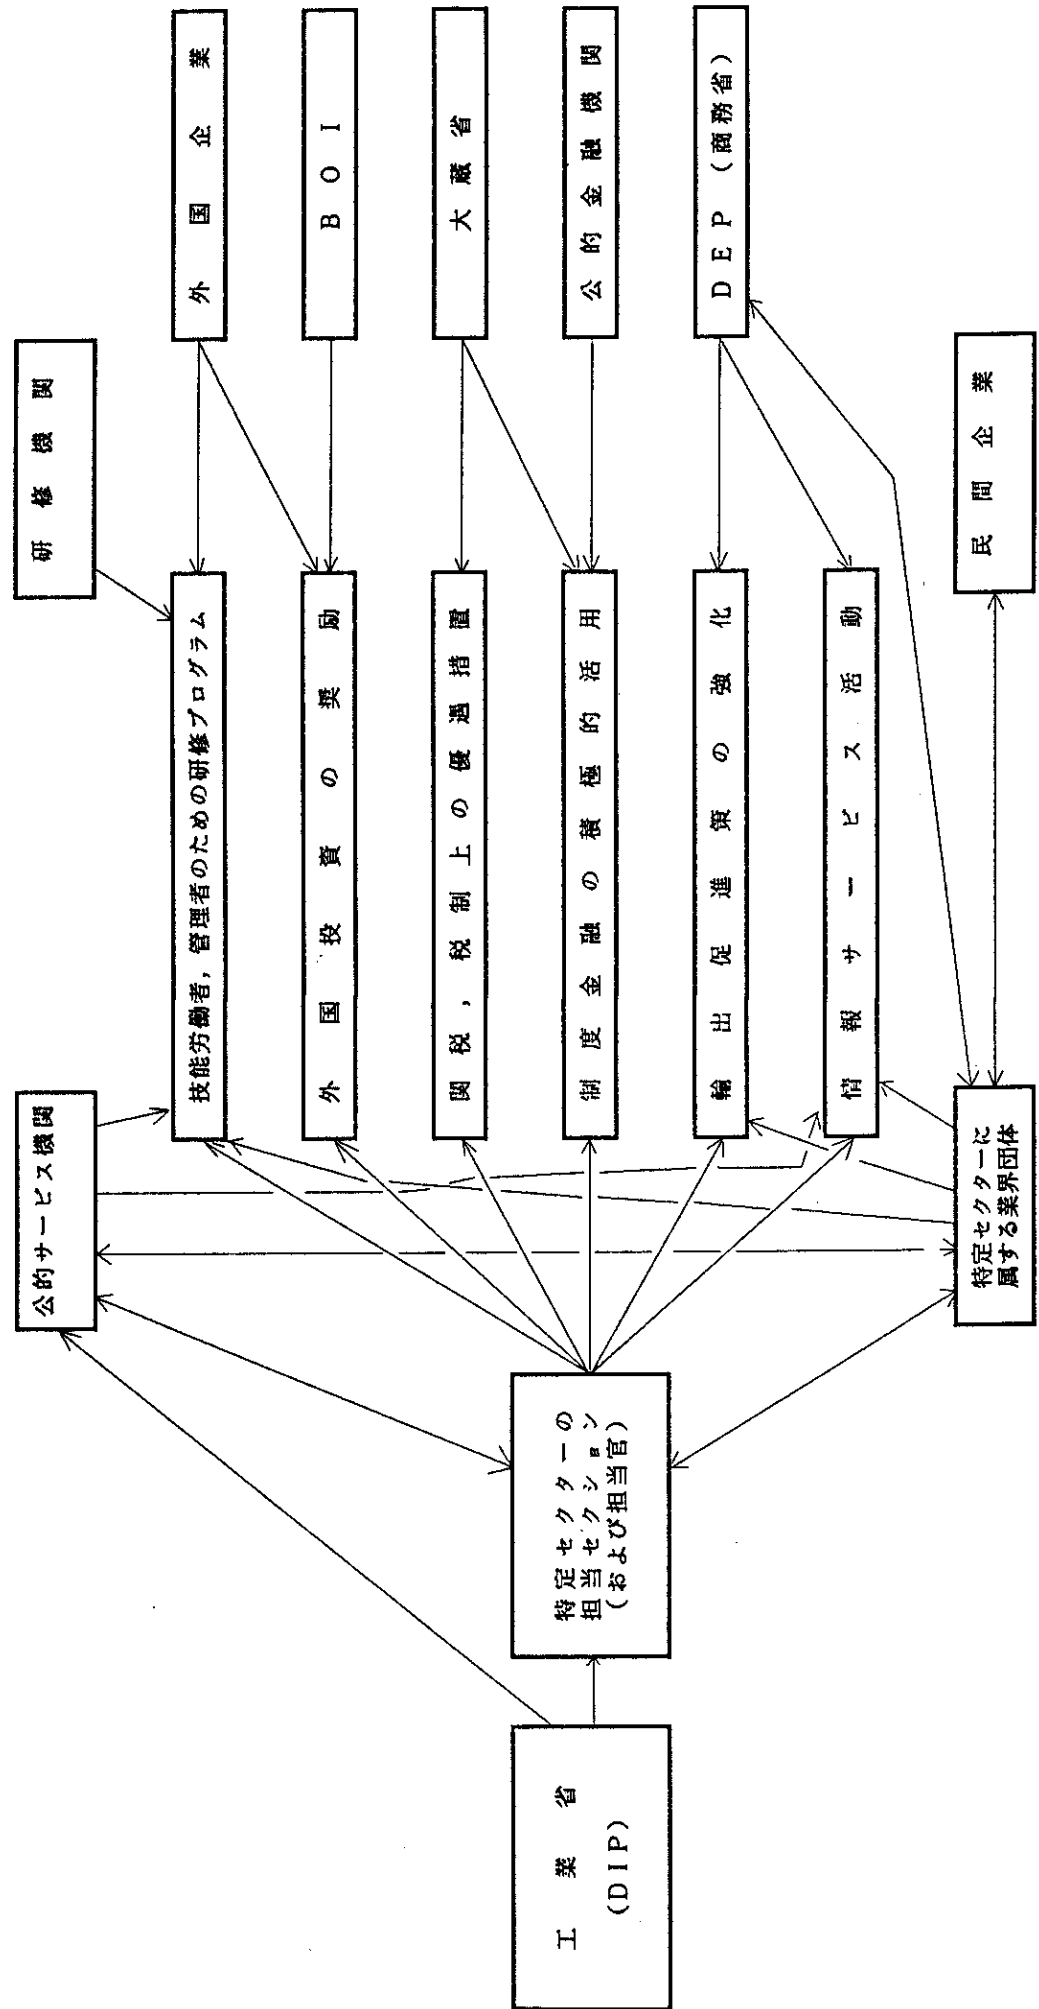 工業省
(DIP)
特定セクターの
担当セクション
(および担当官)
公的サービス機関
研修機関
技能労働者，管理者のための研修プログラム
外国投資の奨励
関税，税制上の優遇措置
制度金融の積極的活用
輸出促進策の強化
情報サービス活動
特定セクターに
属する業界団体
外国企業
BOI
大蔵省
公的金融機関
DEP (商務省)
民間企業